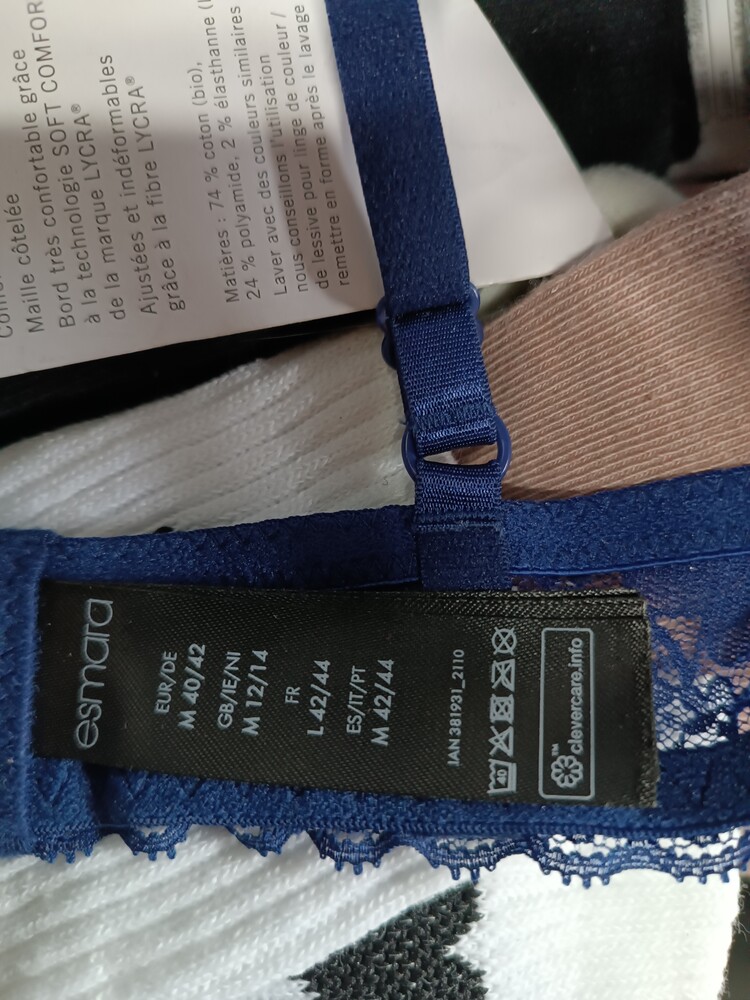 Maille côtelée
Bord très confortable grâce
à la technologie SOFT COMFOR
de la marque LYCRA®
Ajustées et indéformables
grâce à la fibre LYCRA®
Matières : 74 % coton (bio),
24 % polyamide, 2 % élasthanne (
Laver avec des couleurs similaires
nous conseillons l'utilisation
de lessive pour linge de couleur /
remettre en forme après le lavage
esmara
EUR/DE
M 40/42
GB/IE/NI
M 12/14
FR
L 42/44
ES/IT/PT
M 42/44
IAN 381991_2110
40
clevercare.info
TM